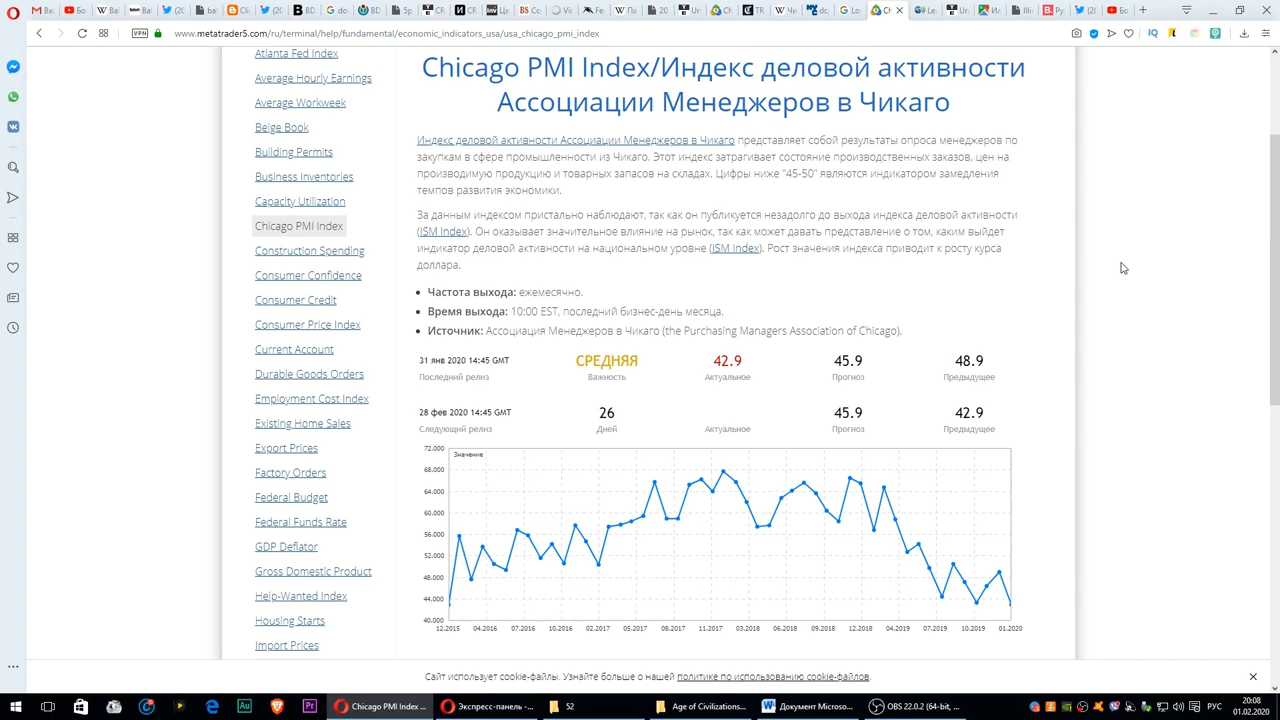 www.metatrader5.com/ru/terminal/help/fundamental/economic_indicators_usa/usa_chicago_pmi_index
VPN
Atlanta Fed Index
Average Hourly Earnings
Average Workweek
Beige Book
Building Permits
Business Inventories
Capacity Utilization
Chicago PMI Index
Construction Spending
Consumer Confidence
Consumer Credit
Consumer Price Index
Current Account
Durable Goods Orders
Employment Cost Index
Existing Home Sales
Export Prices
Factory Orders
Federal Budget
Federal Funds Rate
GDP Deflator
Gross Domestic Product
Help-Wanted Index
Housing Starts
Import Prices
Chicago PMI Index/Индекс деловой активности
Ассоциации Менеджеров в Чикаго
Индекс деловой активности Ассоциации Менеджеров в Чикаго представляет собой результаты опроса менеджеров по
закупкам в сфере промышленности из Чикаго. Этот индекс затрагивает состояние производственных заказов, цен на
производимую продукцию и товарных запасов на складах. Цифры ниже "45-50" являются индикатором замедления
темпов развития экономики.
За данным индексом пристально наблюдают, так как он публикуется незадолго до выхода индекса деловой активности
(ISM Index). Он оказывает значительное влияние на рынок, так как может давать представление о том, каким выйдет
индикатор деловой активности на национальном уровне (ISM Index). Рост значения индекса приводит к росту курса
доллара.
Частота выхода: ежемесячно.
Время выхода: 10:00 EST, последний бизнес-день месяца.
Источник: Ассоциация Менеджеров в Чикаго (the Purchasing Managers Association of Chicago).
31 янв 2020 14:45 GMT СРЕДНЯЯ 42.9 45.9 48.9
Последний релиз Важность Актуальное Прогноз Предыдущее
28 фев 2020 14:45 GMT 26 45.9 42.9
Следующий релиз Дней Актуальное Прогноз Предыдущее
Значение
72.000
68.000
64.000
60.000
56.000
52.000
48.000
44.000
40.000
12.2015 04.2016 07.2016 10.2016 02.2017 05.2017 08.2017 11.2017 03.2018 06.2018 09.2018 12.2018 04.2019 07.2019 10.2019 01.2020
Сайт использует cookie-файлы. Узнайте больше о нашей политике по использованию cookie-файлов.
Chicago PMI Index ... Экспресс-панель -... 52 Age of Civilizations... Документ Microso... OBS 22.0.2 (64-bit, ... РУС 20:08
01.02.2020